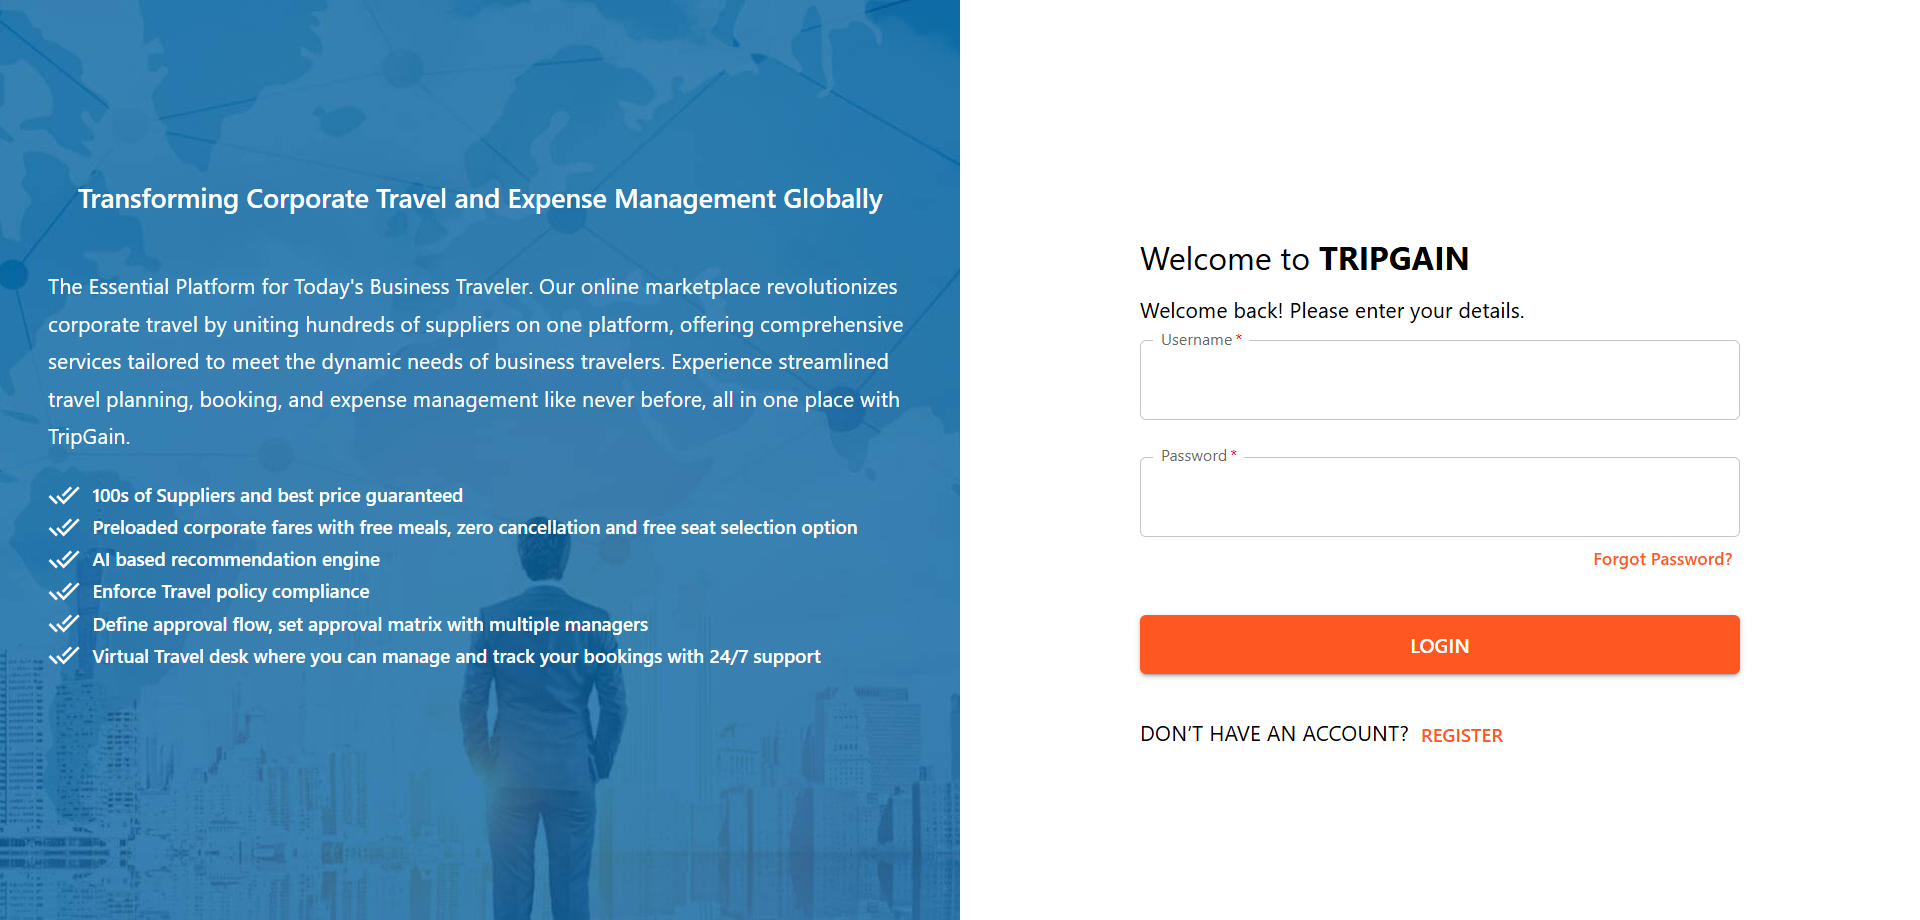 Transforming Corporate Travel and Expense Management Globally
The Essential Platform for Today's Business Traveler. Our online marketplace revolutionizes
corporate travel by uniting hundreds of suppliers on one platform, offering comprehensive
services tailored to meet the dynamic needs of business travelers. Experience streamlined
travel planning, booking, and expense management like never before, all in one place with
TripGain.
100s of Suppliers and best price guaranteed
Preloaded corporate fares with free meals, zero cancellation and free seat selection option
AI based recommendation engine
Enforce Travel policy compliance
Define approval flow, set approval matrix with multiple managers
Virtual Travel desk where you can manage and track your bookings with 24/7 support
Welcome to TRIPGAIN
Welcome back! Please enter your details.
Username *
Password *
Forgot Password?
LOGIN
DON'T HAVE AN ACCOUNT? REGISTER